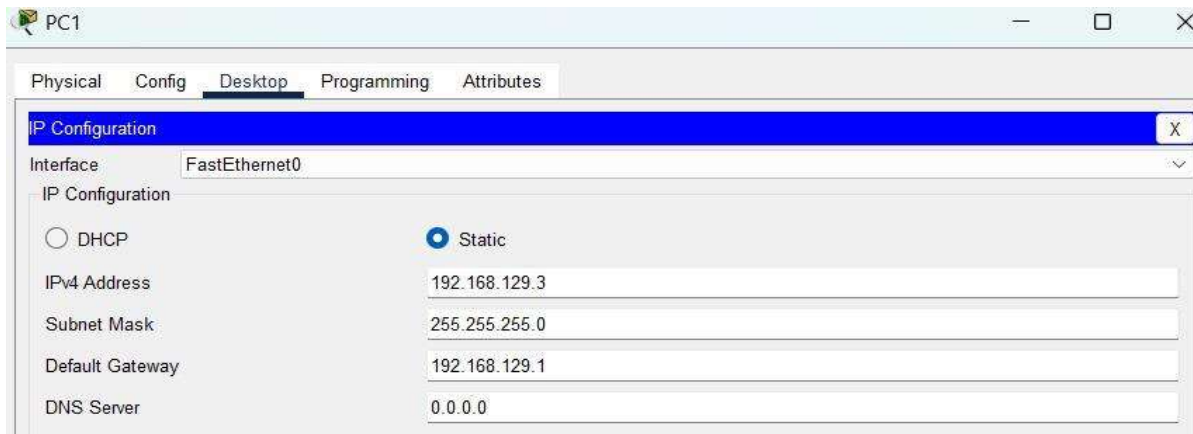 PC1
Physical Config Desktop Programming Attributes
IP Configuration X
Interface FastEthernet0
IP Configuration
DHCP Static
IPv4 Address 192.168.129.3
Subnet Mask 255.255.255.0
Default Gateway 192.168.129.1
DNS Server 0.0.0.0